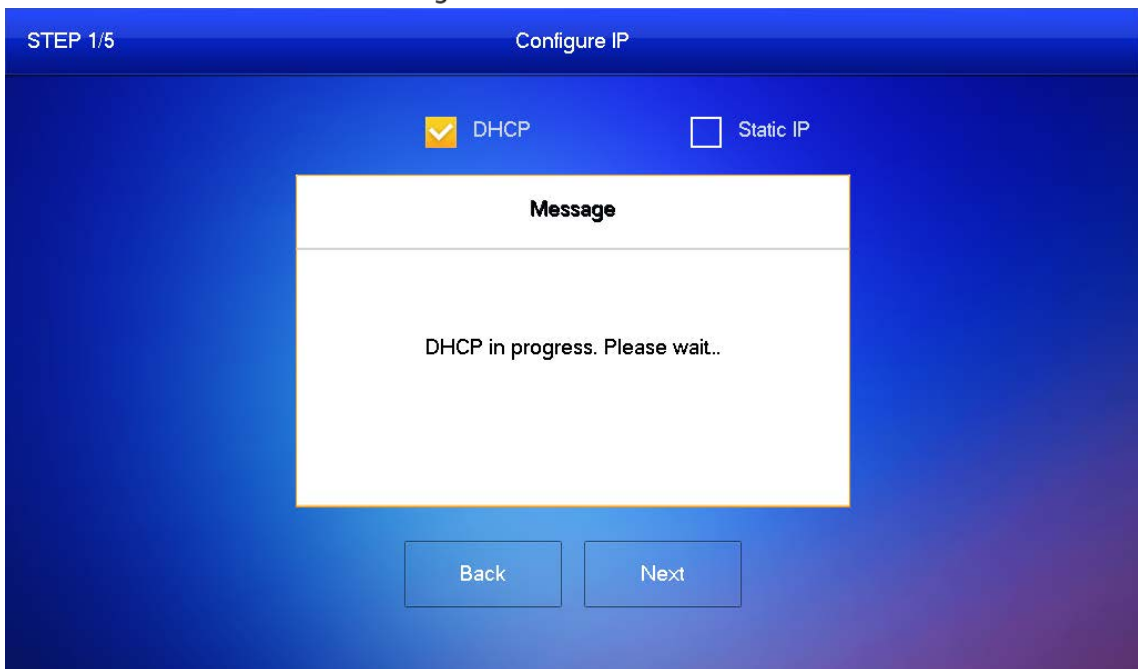 STEP 1/5 Configure IP
DHCP Static IP
Message
DHCP in progress. Please wait..
Back Next